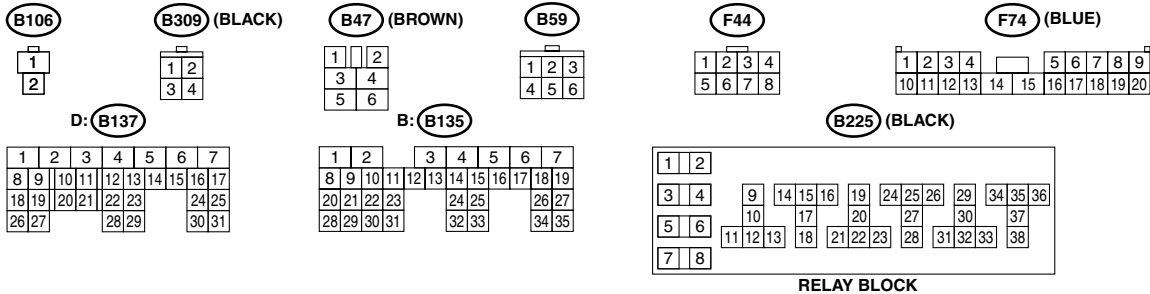 B106 B309 (BLACK) B47 (BROWN) B59 F44 F74 (BLUE)
1
2
1 2
3 4
1 2
3 4
5 6
1 2 3
4 5 6
1 2 3 4
5 6 7 8
1 2 3 4 5 6 7 8 9
10 11 12 13 14 15 16 17 18 19 20
D: B137 B: B135 B225 (BLACK)
1 2 3 4 5 6 7
8 9 10 11 12 13 14 15 16 17
18 19 20 21 22 23 24 25
26 27 28 29 30 31
1 2 3 4 5 6 7
8 9 10 11 12 13 14 15 16 17 18 19
20 21 22 23 24 25 26 27
28 29 30 31 32 33 34 35
1 2
3 4 9 14 15 16 19 24 25 26 29 34 35 36
10 17 20 27 30 37
5 6 11 12 13 18 21 22 23 28 31 32 33 38
7 8
RELAY BLOCK